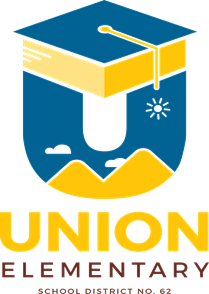 UNION
ELEMENTARY
SCHOOL DISTRICT NO. 62